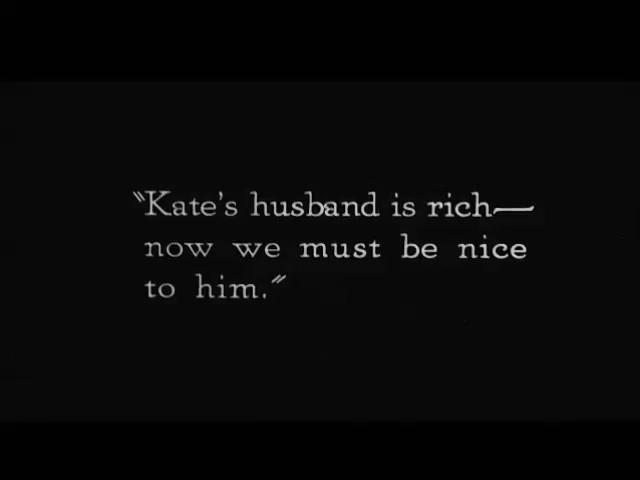 "Kate's husband is rich—
now we must be nice
to him."